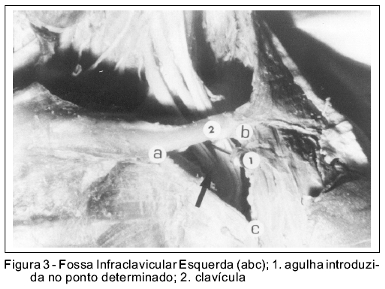 2
b
a
1
c
Figura 3 - Fossa Infraclavicular Esquerda (abc); 1. agulha introduzi-
da no ponto determinado; 2. clavícula